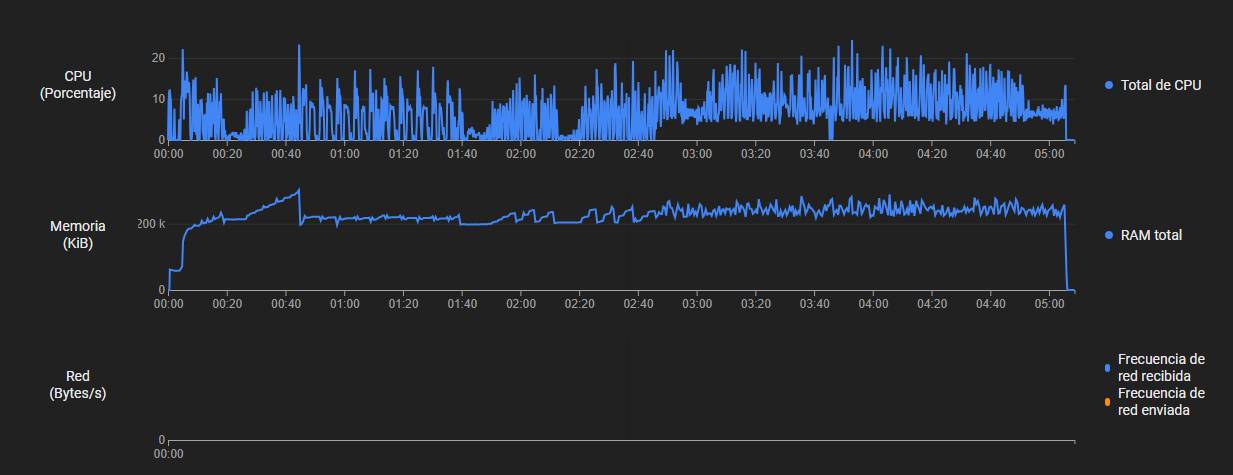 CPU
(Porcentaje)
20
10
0
00:00 00:20 00:40 01:00 01:20 01:40 02:00 02:20 02:40 03:00 03:20 03:40 04:00 04:20 04:40 05:00
Total de CPU
Memoria
(KiB)
200 k
0
00:00 00:20 00:40 01:00 01:20 01:40 02:00 02:20 02:40 03:00 03:20 03:40 04:00 04:20 04:40 05:00
RAM total
Red
(Bytes/s)
0
00:00
Frecuencia de
red recibida
Frecuencia de
red enviada